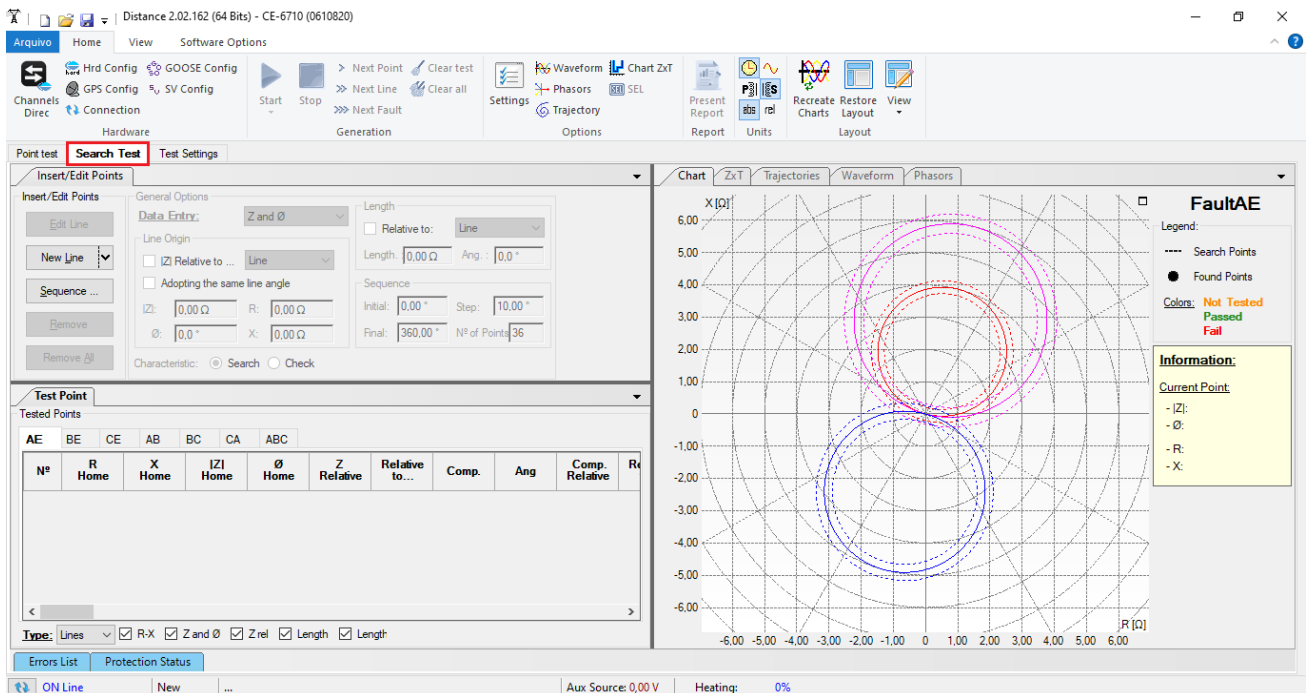 Distance 2.02.162 (64 Bits) - CE-6710 (0610820)
Arquivo Home View Software Options
Channels Direc
Hrd Config
GPS Config
Connection
GOOSE Config
SV Config
Hardware
Start
Stop
Next Point
Next Line
Next Fault
Clear test
Clear all
Generation
Settings
Waveform
Phasors
Trajectory
Chart ZxT
SEL
Options
Present Report
Report
abs rel
Units
Recreate Charts
Restore Layout
View
Layout
Point test Search Test Test Settings
Insert/Edit Points
Insert/Edit Points
Edit Line
New Line
Sequence ...
Remove
Remove All
General Options
Data Entry: Z and Ø
Line Origin
|Z| Relative to ... Line
Adopting the same line angle
|Z|: 0,00 Ω R: 0,00 Ω
Ø: 0,0 ° X: 0,00 Ω
Characteristic: Search Check
Length
Relative to: Line
Length. : 0,00 Ω Ang. : 0,0 °
Sequence
Initial: 0,00 ° Step: 10,00 °
Final: 360,00 ° Nº of Points 36
Test Point
Tested Points
AE BE CE AB BC CA ABC
Nº
R Home
X Home
|Z| Home
Ø Home
Z Relative
Relative to...
Comp.
Ang
Comp. Relative
Type: Lines R-X Z and Ø Z rel Length Length
Errors List Protection Status
ON Line New ... Aux Source: 0,00 V Heating: 0%
Chart ZxT Trajectories Waveform Phasors
X [Ω]
6,00
5,00
4,00
3,00
2,00
1,00
0
-1,00
-2,00
-3,00
-4,00
-5,00
-6,00
R [Ω]
-6,00 -5,00 -4,00 -3,00 -2,00 -1,00 0 1,00 2,00 3,00 4,00 5,00 6,00
FaultAE
Legend:
Search Points
Found Points
Colors: Not Tested
Passed
Fail
Information:
Current Point:
- |Z|:
- Ø:
- R:
- X: